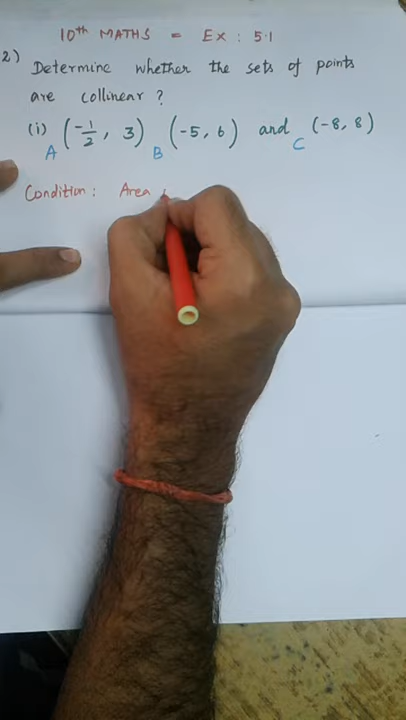 10th MATHS = Ex : 5.1
2) Determine whether the sets of points
are collinear ?
(i) (-1/2, 3) (-5, 6) and (-8, 8)
A B C
Condition : Area